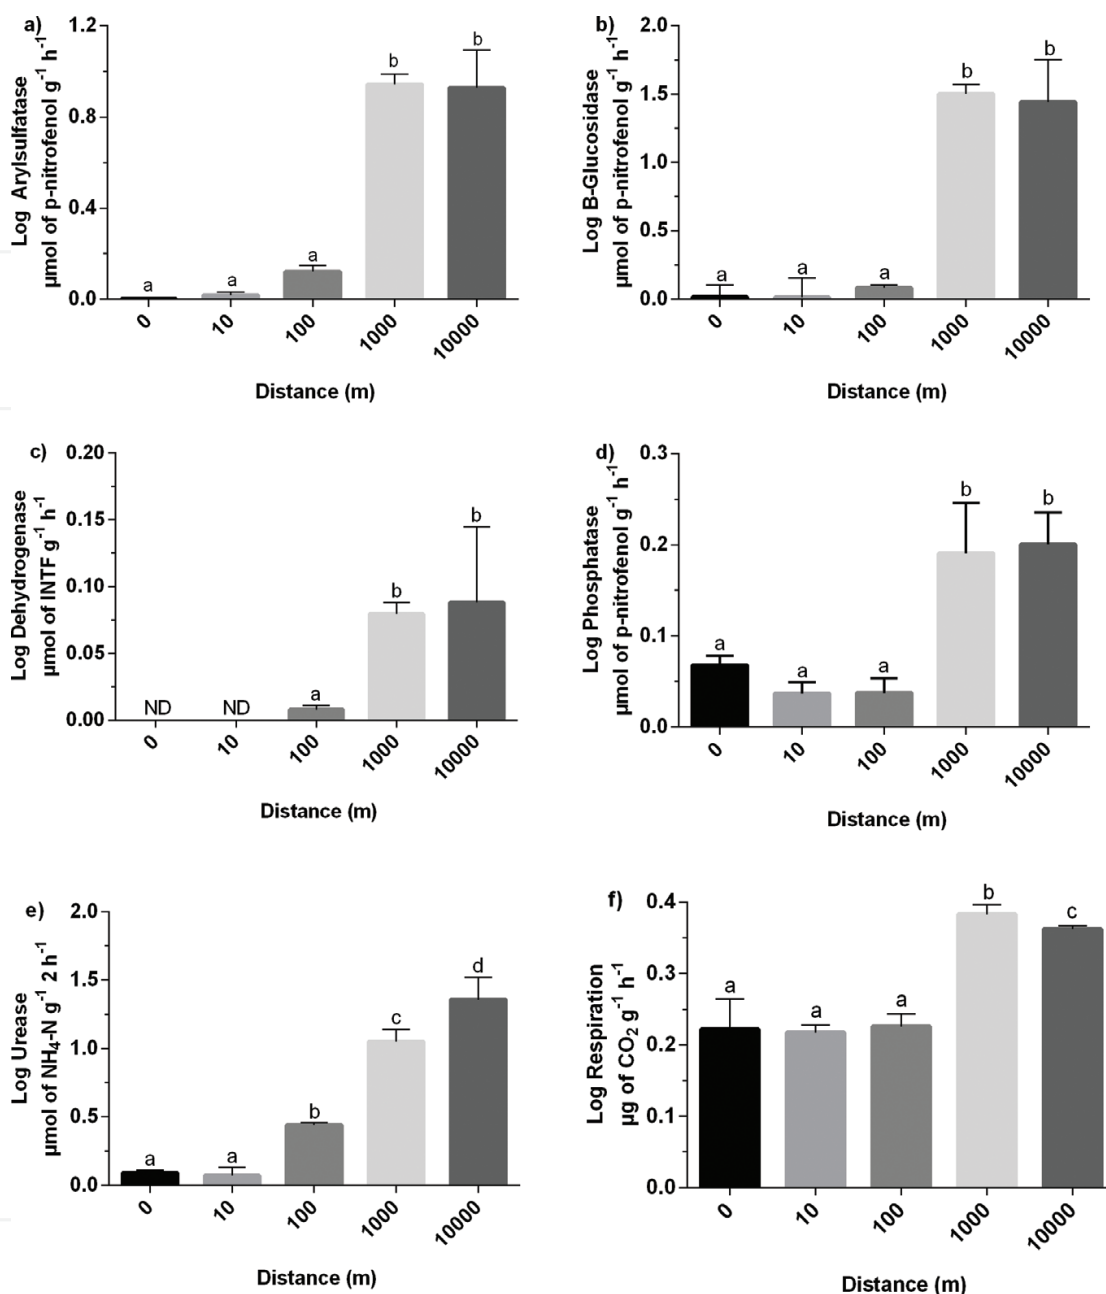 a)
Log Arylsulfatase
µmol of p-nitrofenol g⁻¹ h⁻¹
1.2
0.9
0.6
0.4
0.0
a
a
a
b
b
0
10
100
1000
10000
Distance (m)
b)
Log B-Glucosidase
µmol of p-nitrofenol g⁻¹ h⁻¹
2.0
1.5
1.0
0.5
0.0
a
a
a
b
b
0
10
100
1000
10000
Distance (m)
c)
Log Dehydrogenase
µmol of INTF g⁻¹ h⁻¹
0.20
0.15
0.10
0.05
0.00
ND
ND
a
b
b
0
10
100
1000
10000
Distance (m)
d)
Log Phosphatase
µmol of p-nitrofenol g⁻¹ h⁻¹
0.3
0.2
0.1
0.0
a
a
a
b
b
0
10
100
1000
10000
Distance (m)
e)
Log Urease
µmol of NH₄-N g⁻¹ 2 h⁻¹
2.0
1.5
1.0
0.5
0.0
a
a
b
c
d
0
10
100
1000
10000
Distance (m)
f)
Log Respiration
µg of CO₂ g⁻¹ h⁻¹
0.4
0.3
0.2
0.1
0.0
a
a
a
b
c
0
10
100
1000
10000
Distance (m)